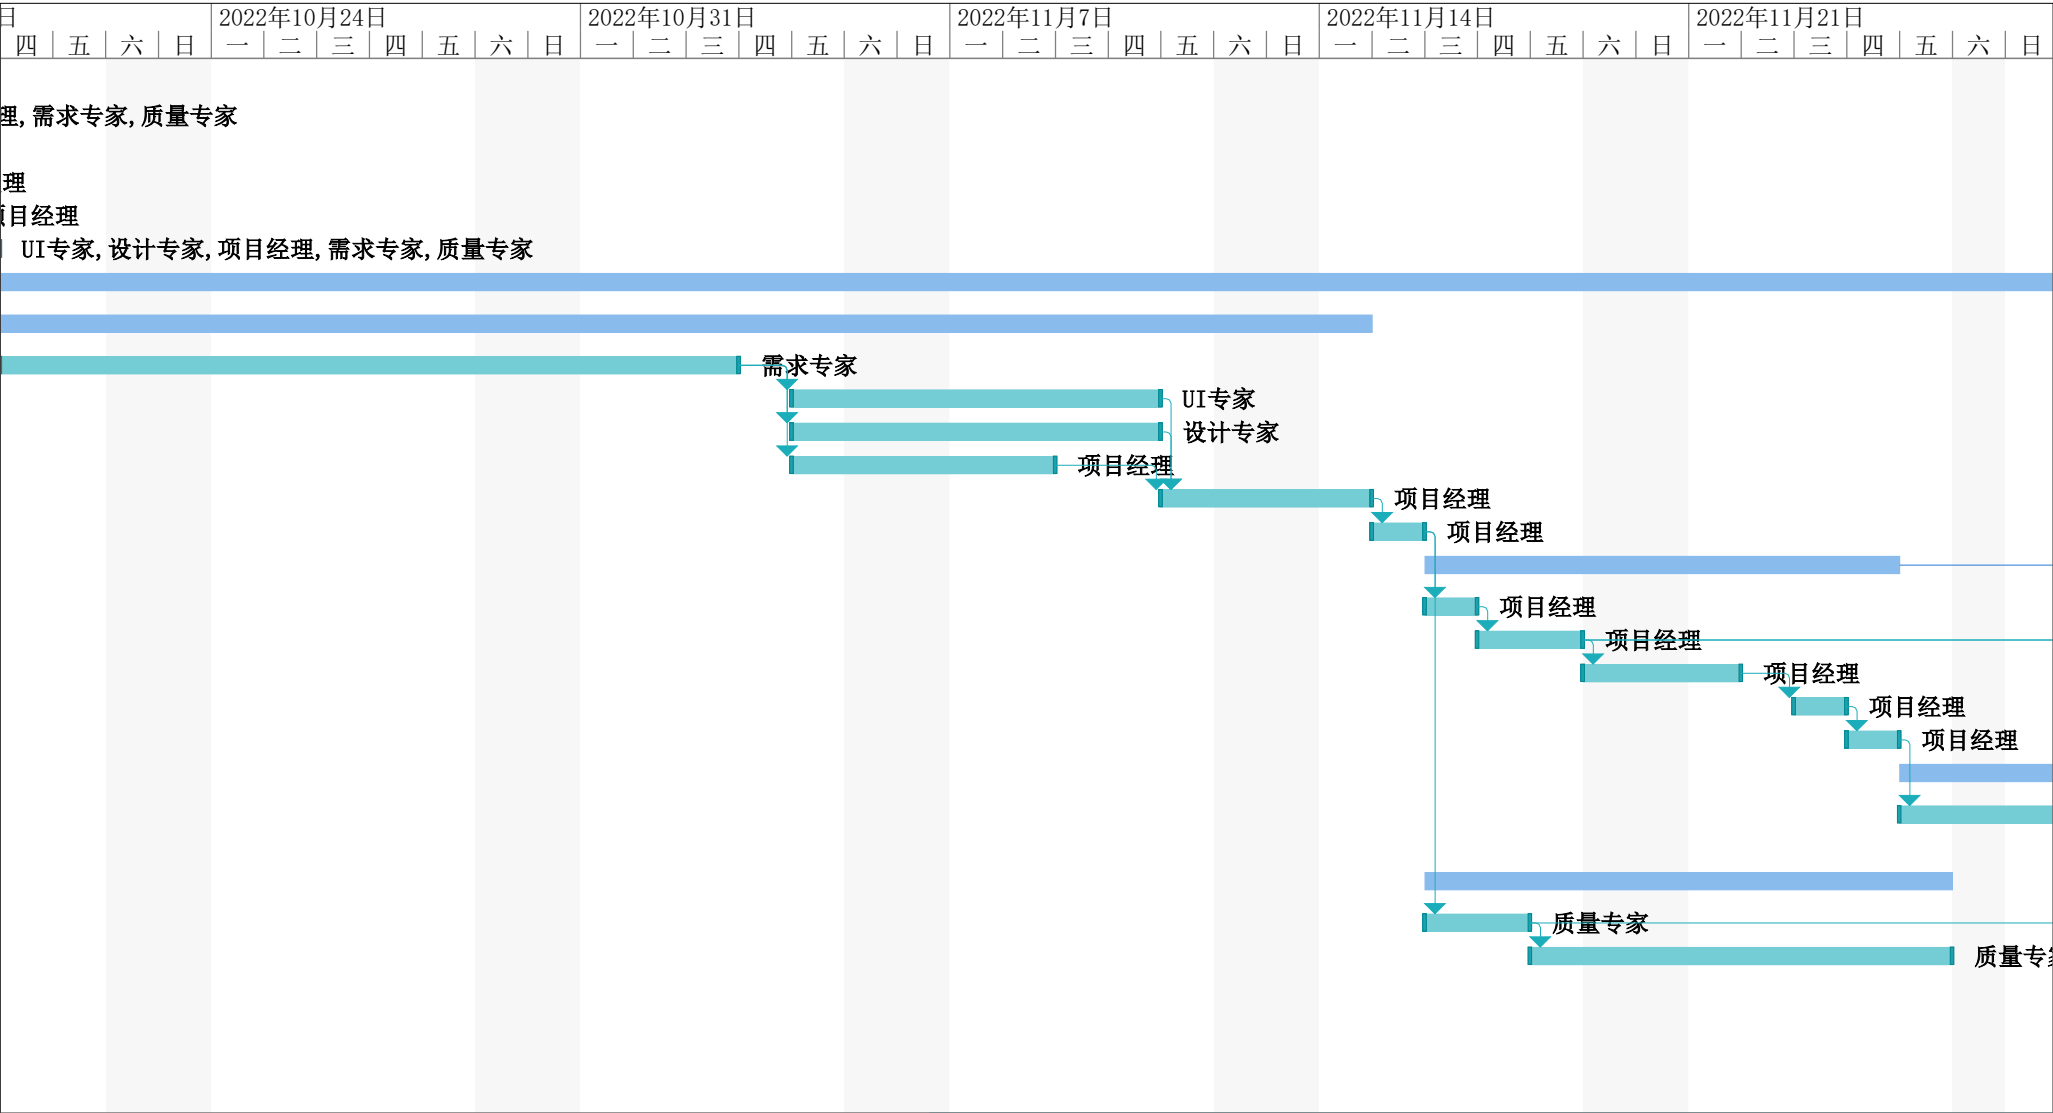 日 2022年10月24日 2022年10月31日 2022年11月7日 2022年11月14日 2022年11月21日
四 五 六 日 一 二 三 四 五 六 日 一 二 三 四 五 六 日 一 二 三 四 五 六 日 一 二 三 四 五 六 日 一 二 三 四 五 六 日
理,需求专家,质量专家
理
项目经理
UI专家,设计专家,项目经理,需求专家,质量专家
需求专家
UI专家
设计专家
项目经理
项目经理
项目经理
项目经理
项目经理
项目经理
项目经理
项目经理
质量专家
质量专家